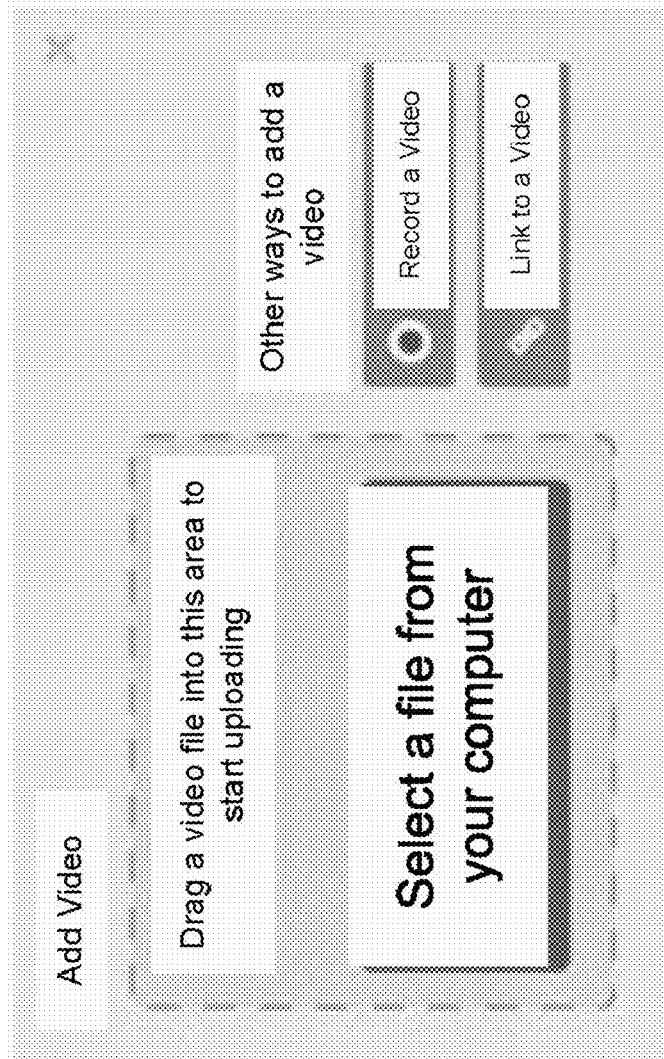 Add Video
Drag a video file into this area to
start uploading
Select a file from
your computer
Other ways to add a
video
Record a Video
Link to a Video